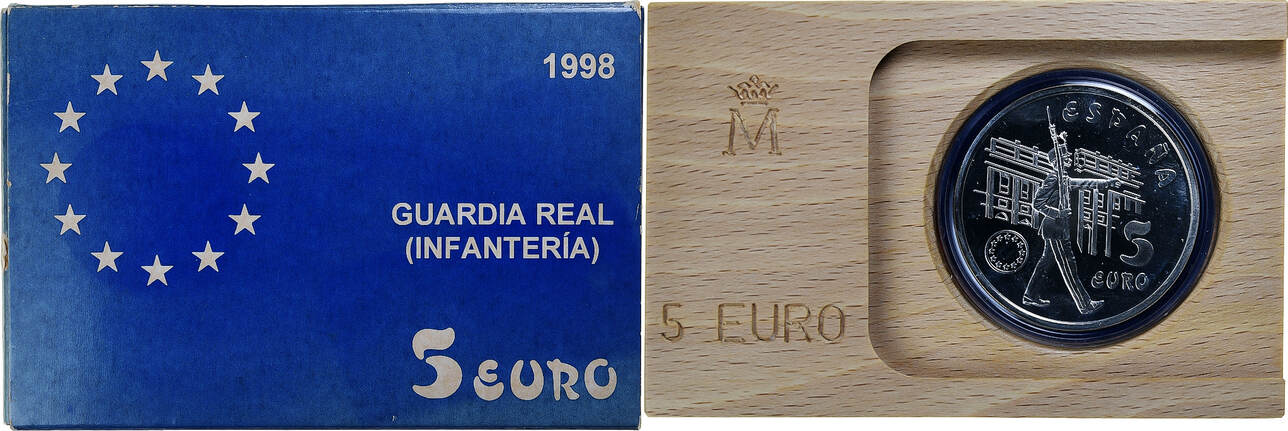 1998
GUARDIA REAL
(INFANTERÍA)
5 EURO
M
5 EURO
ESPAÑA
5
EURO